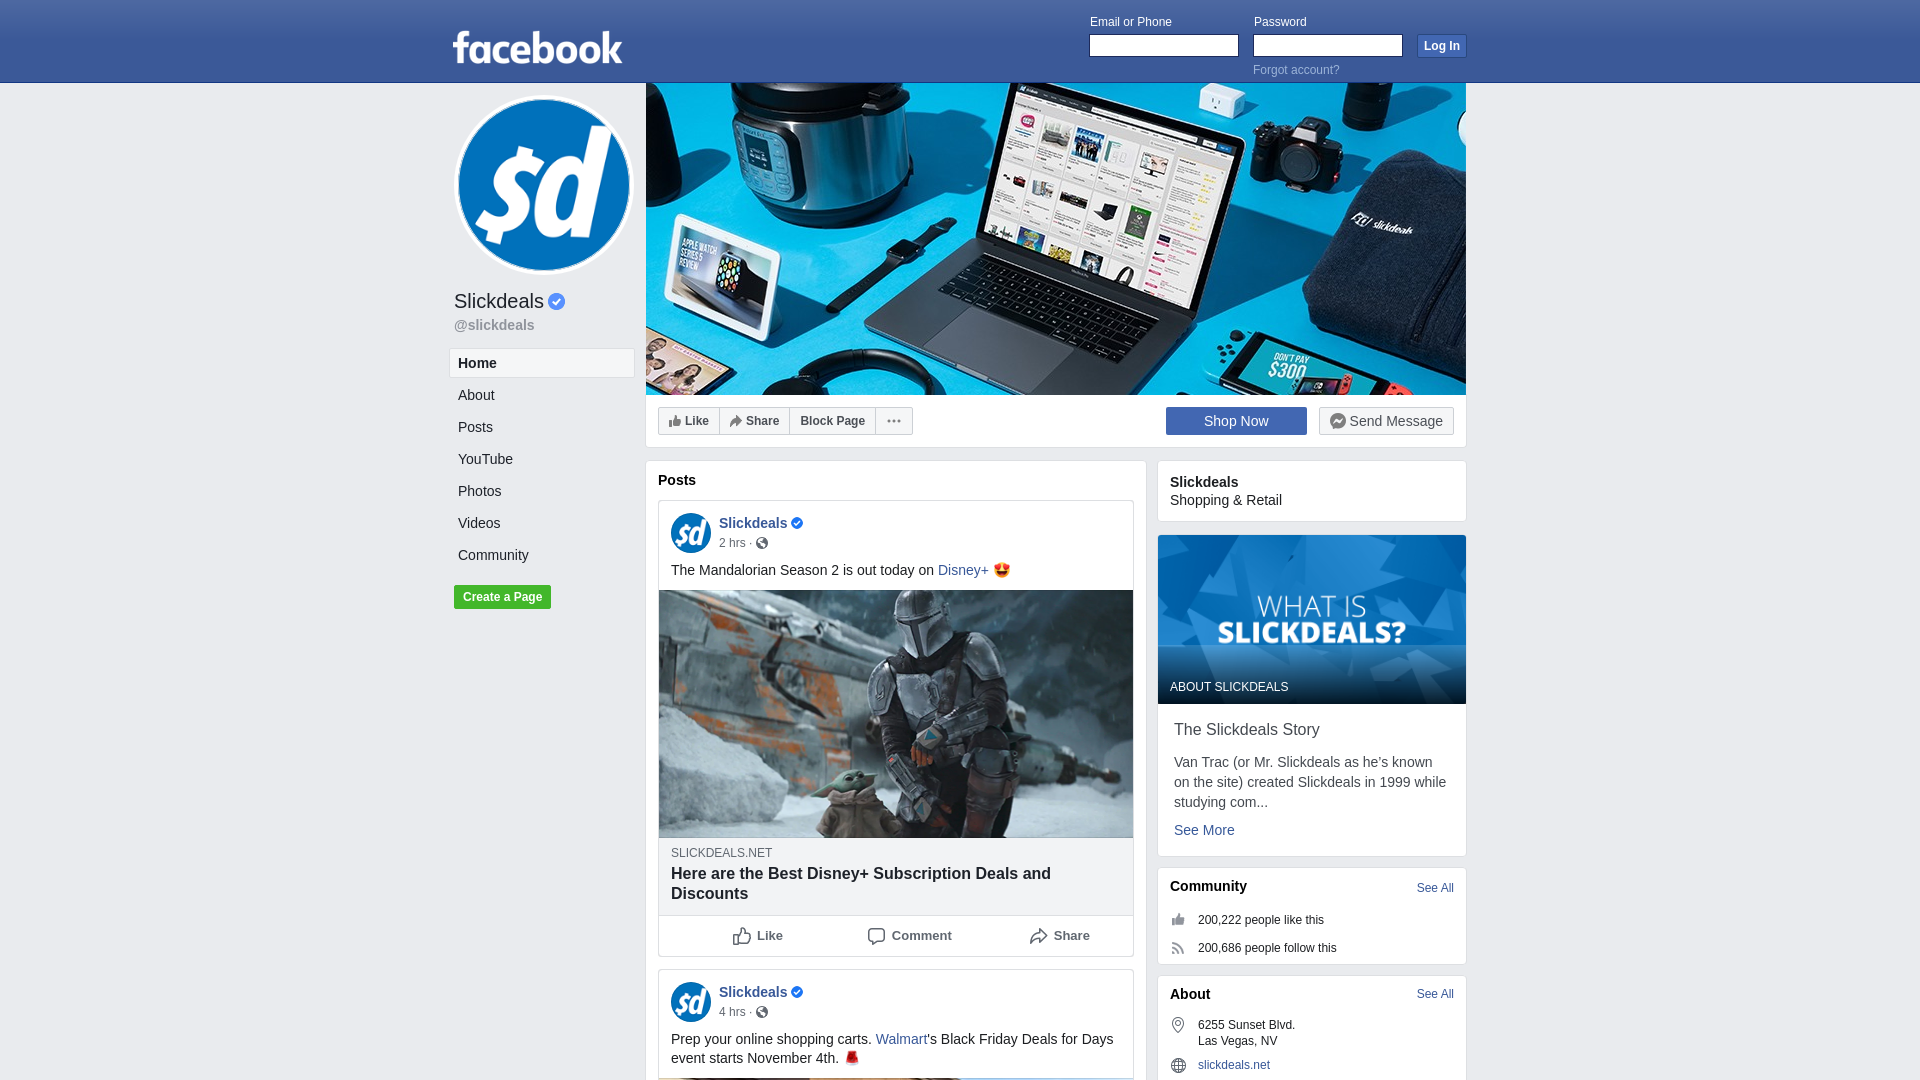 facebook
Email or Phone
Password
Log In
Forgot account?
$d
Slickdeals
@slickdeals
Home
About
Posts
YouTube
Photos
Videos
Community
Create a Page
APPLE WATCH
SERIES 5
REVIEW
slickdeals
DON'T PAY
$300
Like
Share
Block Page
Shop Now
Send Message
Posts
$d
Slickdeals
2 hrs ·
The Mandalorian Season 2 is out today on Disney+ 😍
SLICKDEALS.NET
Here are the Best Disney+ Subscription Deals and
Discounts
Like
Comment
Share
$d
Slickdeals
4 hrs ·
Prep your online shopping carts. Walmart's Black Friday Deals for Days
event starts November 4th.
Slickdeals
Shopping & Retail
WHAT IS
SLICKDEALS?
ABOUT SLICKDEALS
The Slickdeals Story
Van Trac (or Mr. Slickdeals as he’s known
on the site) created Slickdeals in 1999 while
studying com...
See More
Community
See All
200,222 people like this
200,686 people follow this
About
See All
6255 Sunset Blvd.
Las Vegas, NV
slickdeals.net